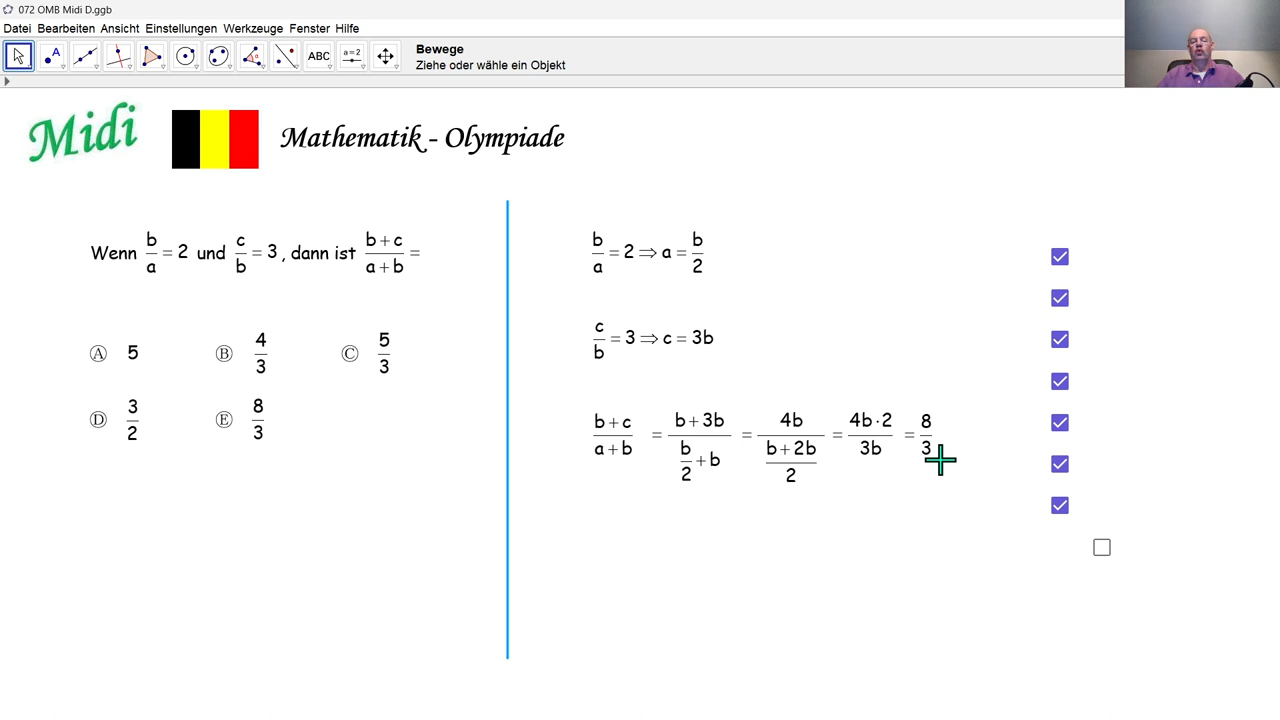 072 OMB Midi D.ggb
Datei Bearbeiten Ansicht Einstellungen Werkzeuge Fenster Hilfe
A ABC a=2 Bewege
Ziehe oder wähle ein Objekt
Midi Mathematik - Olympiade
Wenn b/a = 2 und c/b = 3, dann ist (b+c)/(a+b) =
Ⓐ 5 Ⓑ 4/3 Ⓒ 5/3
Ⓓ 3/2 Ⓔ 8/3
b/a = 2 ⇒ a = b/2
c/b = 3 ⇒ c = 3b
(b+c)/(a+b) = (b+3b)/(b/2+b) = 4b/((b+2b)/2) = (4b·2)/(3b) = 8/3